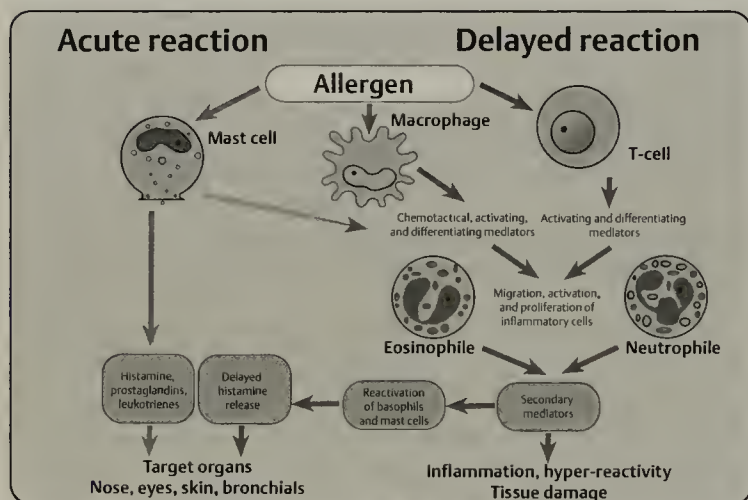 Acute reaction
Delayed reaction
Allergen
Mast cell
Macrophage
T-cell
Chemotactical, activating,
and differentiating mediators
Activating and differentiating
mediators
Migration, activation,
and proliferation of
inflammatory cells
Eosinophile
Neutrophile
Histamine,
prostaglandins,
leukotrienes
Delayed
histamine
release
Reactivation
of basophils
and mast cells
Secondary
mediators
Target organs
Nose, eyes, skin, bronchials
Inflammation, hyper-reactivity
Tissue damage